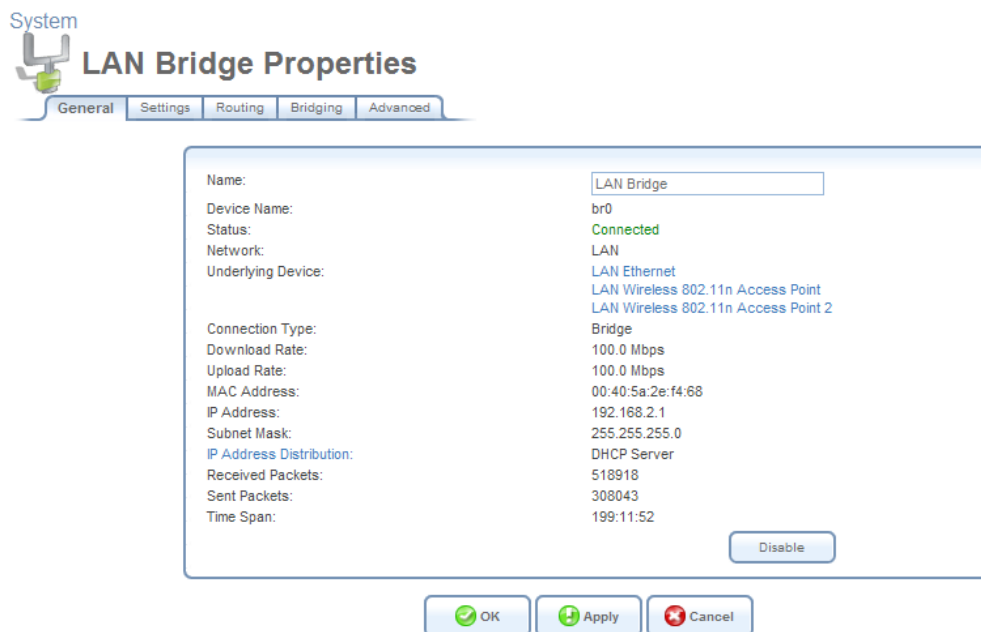 System
LAN Bridge Properties
General Settings Routing Bridging Advanced
Name: LAN Bridge
Device Name: br0
Status: Connected
Network: LAN
Underlying Device: LAN Ethernet
LAN Wireless 802.11n Access Point
LAN Wireless 802.11n Access Point 2
Connection Type: Bridge
Download Rate: 100.0 Mbps
Upload Rate: 100.0 Mbps
MAC Address: 00:40:5a:2e:f4:68
IP Address: 192.168.2.1
Subnet Mask: 255.255.255.0
IP Address Distribution: DHCP Server
Received Packets: 518918
Sent Packets: 308043
Time Span: 199:11:52
Disable
OK Apply Cancel